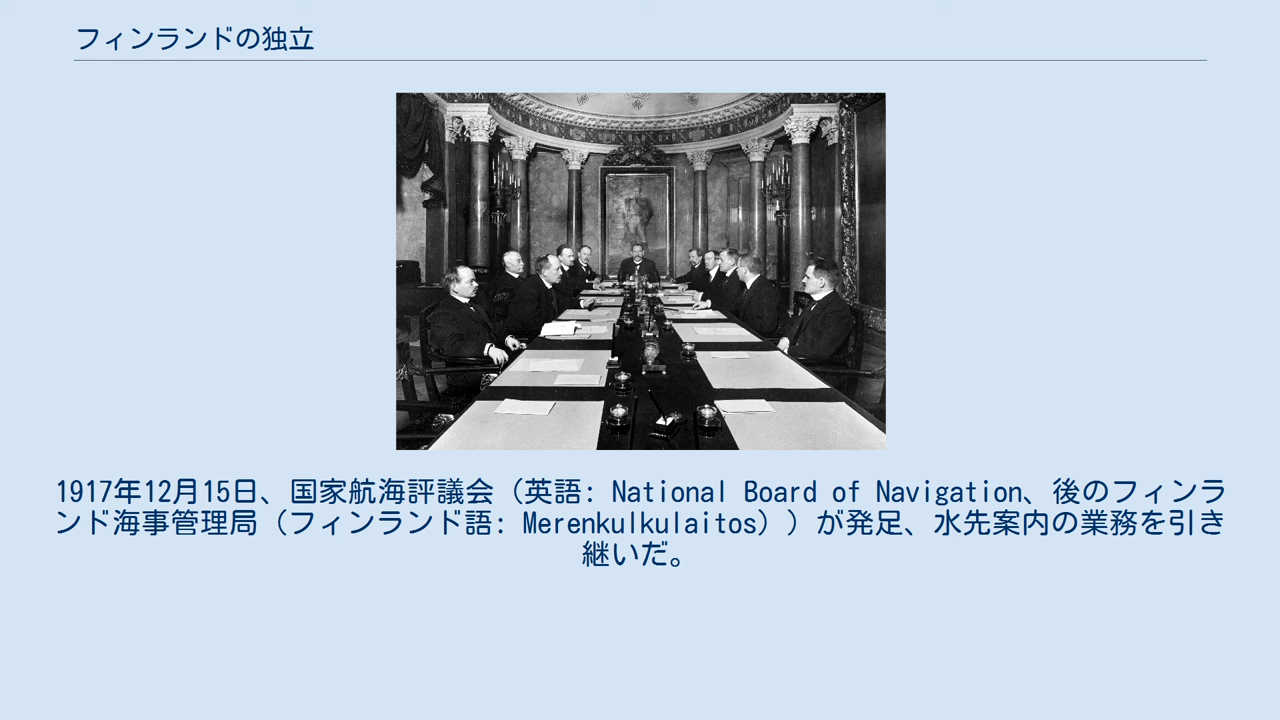 フィンランドの独立
1917年12月15日、国家航海評議会（英語: National Board of Navigation、後のフィンラ
ンド海事管理局（フィンランド語: Merenkulkulaitos））が発足、水先案内の業務を引き
継いだ。